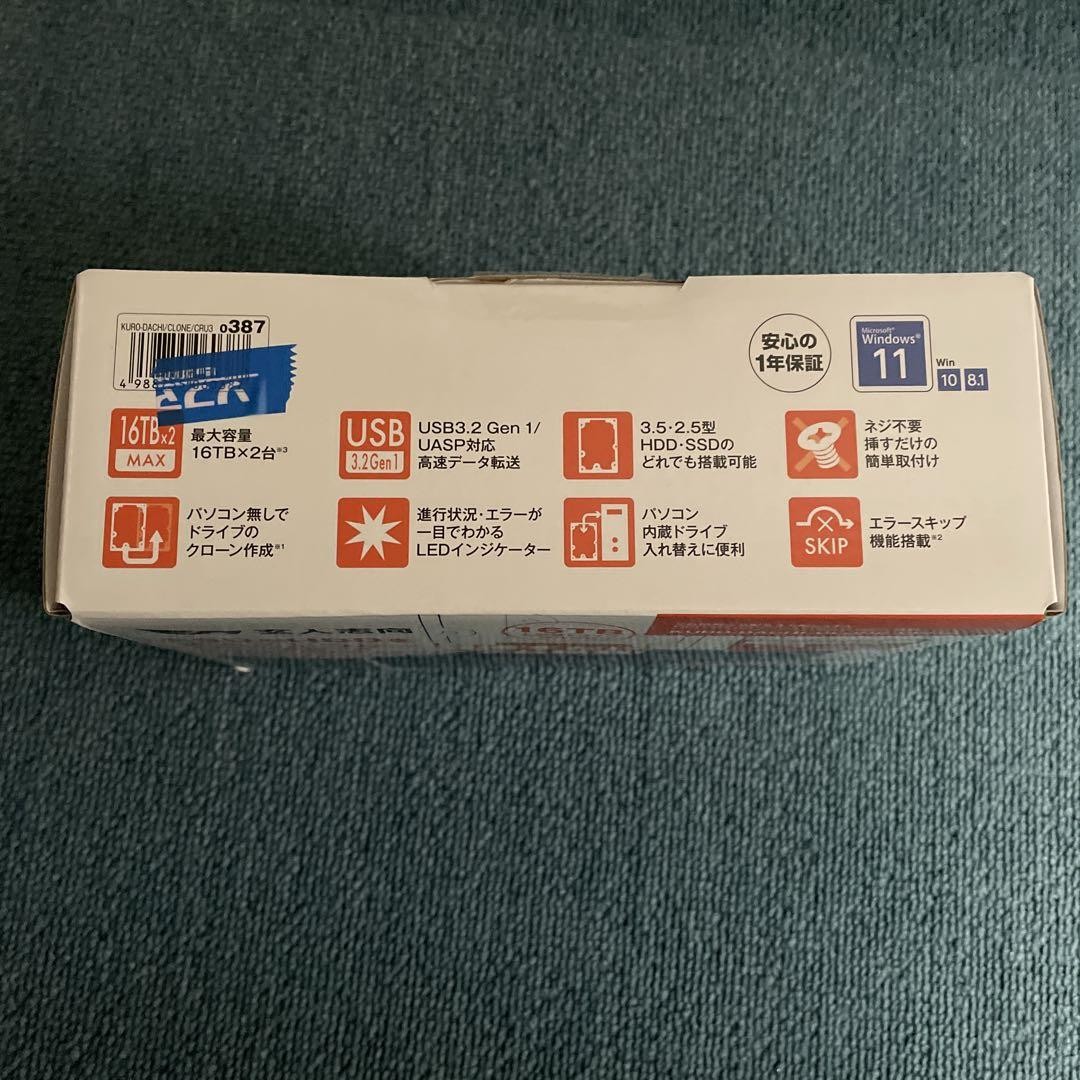 KURO-DACHI/CLONE/CRU3 0387
安心の
1年保証
Microsoft®
Windows®
11
Win
10 8.1
16TB×2
MAX
最大容量
16TB×2台※3
USB
3.2Gen1
USB3.2 Gen 1/
UASP対応
高速データ転送
3.5・2.5型
HDD・SSDの
どれでも搭載可能
ネジ不要
挿すだけの
簡単取付け
パソコン無しで
ドライブの
クローン作成※1
進行状況・エラーが
一目でわかる
LEDインジケーター
パソコン
内蔵ドライブ
入れ替えに便利
SKIP
エラースキップ
機能搭載※2
玄人志向
16TB